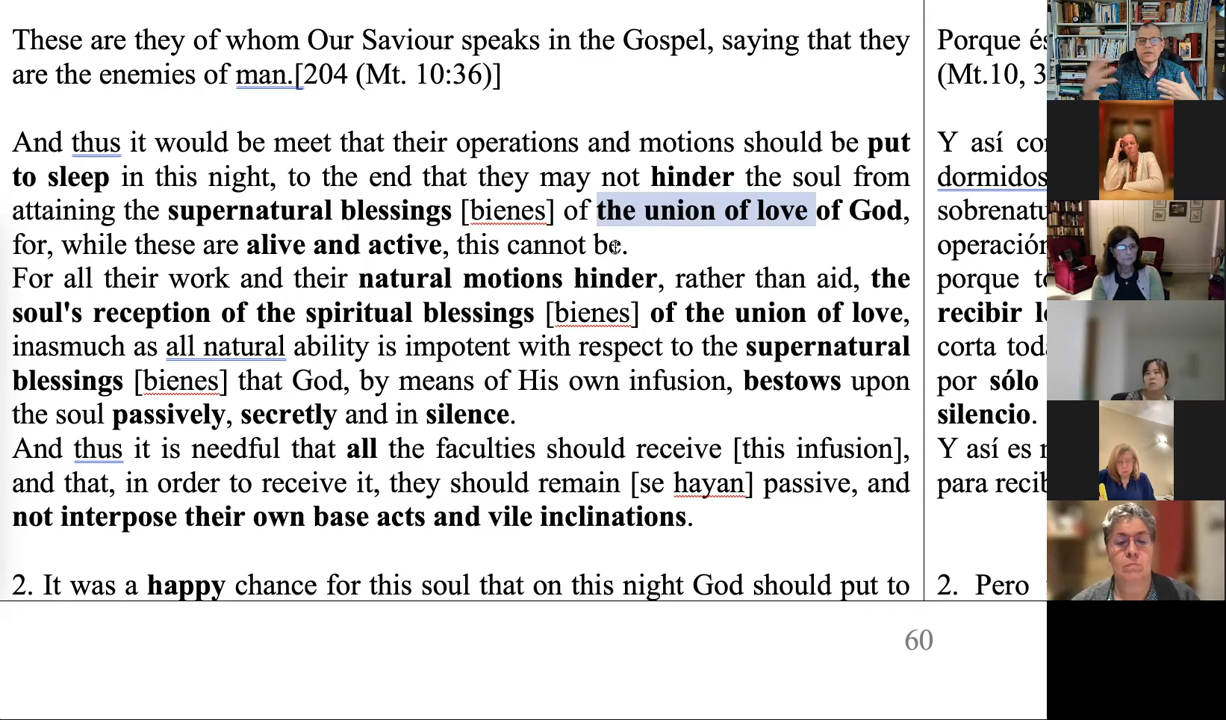 These are they of whom Our Saviour speaks in the Gospel, saying that they
are the enemies of man.[204 (Mt. 10:36)]
And thus it would be meet that their operations and motions should be put
to sleep in this night, to the end that they may not hinder the soul from
attaining the supernatural blessings [bienes] of the union of love of God,
for, while these are alive and active, this cannot be.
For all their work and their natural motions hinder, rather than aid, the
soul's reception of the spiritual blessings [bienes] of the union of love,
inasmuch as all natural ability is impotent with respect to the supernatural
blessings [bienes] that God, by means of His own infusion, bestows upon
the soul passively, secretly and in silence.
And thus it is needful that all the faculties should receive [this infusion],
and that, in order to receive it, they should remain [se hayan] passive, and
not interpose their own base acts and vile inclinations.
2. It was a happy chance for this soul that on this night God should put to
Porque
(Mt.10, 3
Y así
dormidos
operación
porque
recibir
corta
por sólo
silencio.
Y así es
para
2. Pero
60